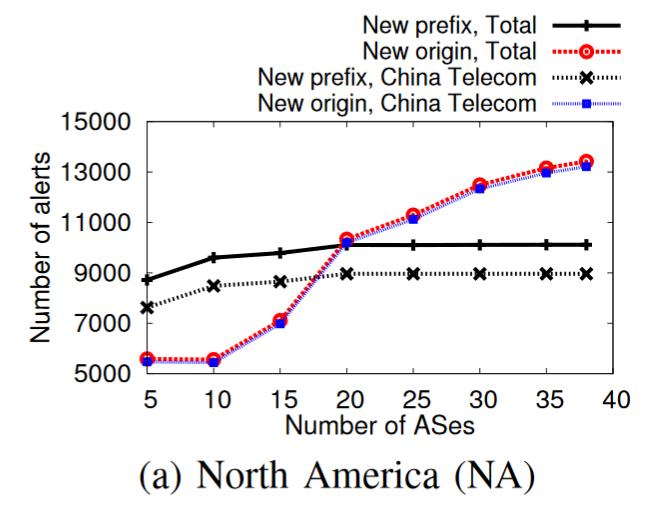 New prefix, Total
New origin, Total
New prefix, China Telecom
New origin, China Telecom
15000
13000
11000
9000
7000
5000
Number of alerts
5 10 15 20 25 30 35 40
Number of ASes
(a) North America (NA)